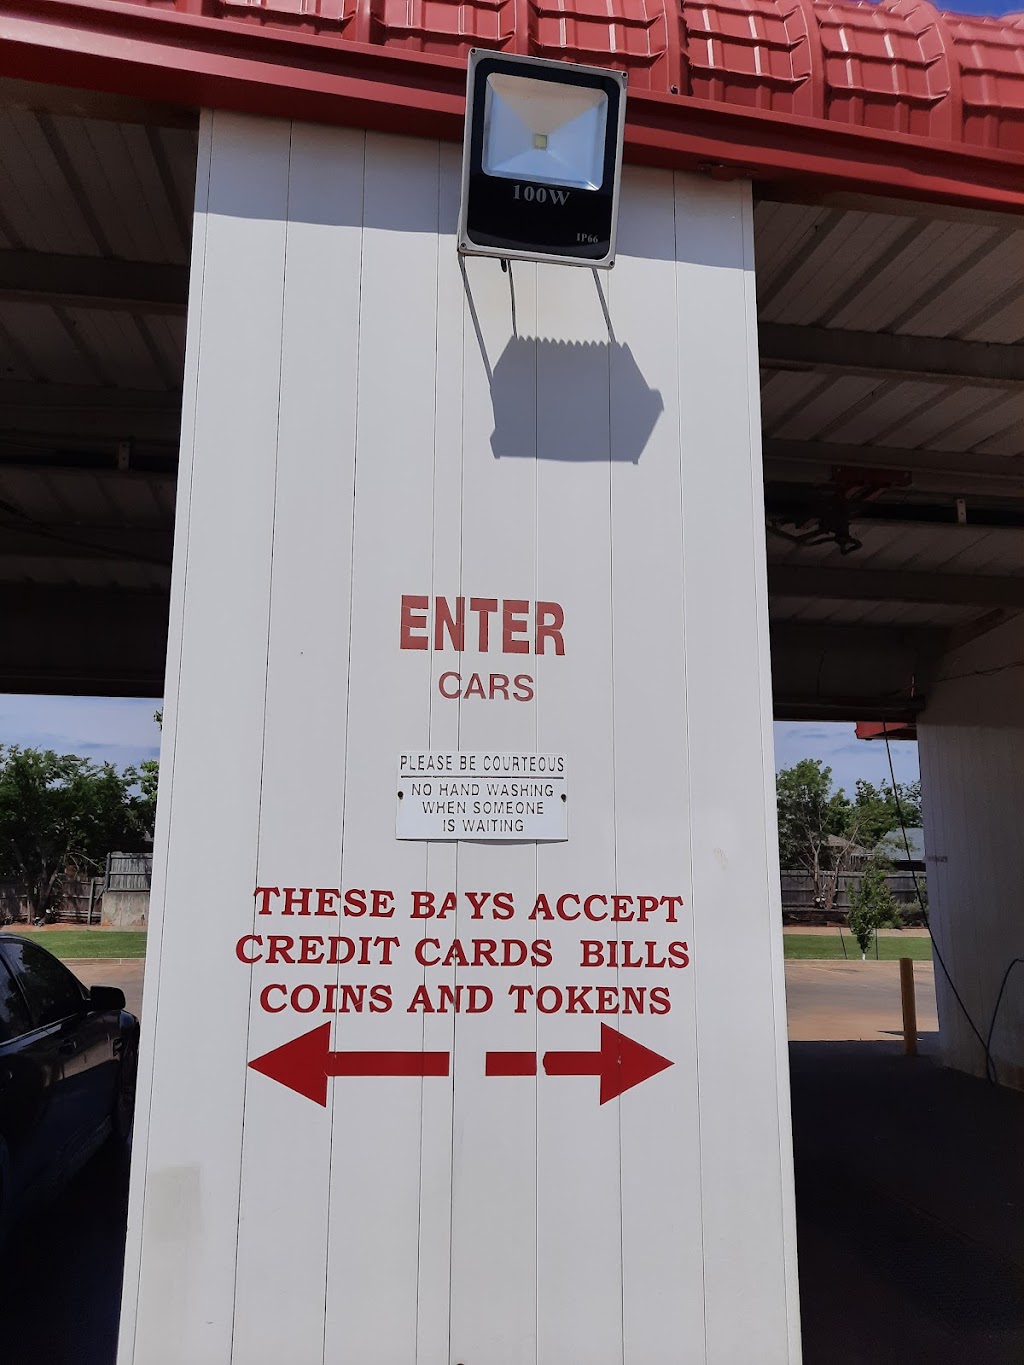 100W
IP66
ENTER
CARS
PLEASE BE COURTEOUS
NO HAND WASHING
WHEN SOMEONE
IS WAITING
THESE BAYS ACCEPT
CREDIT CARDS BILLS
COINS AND TOKENS